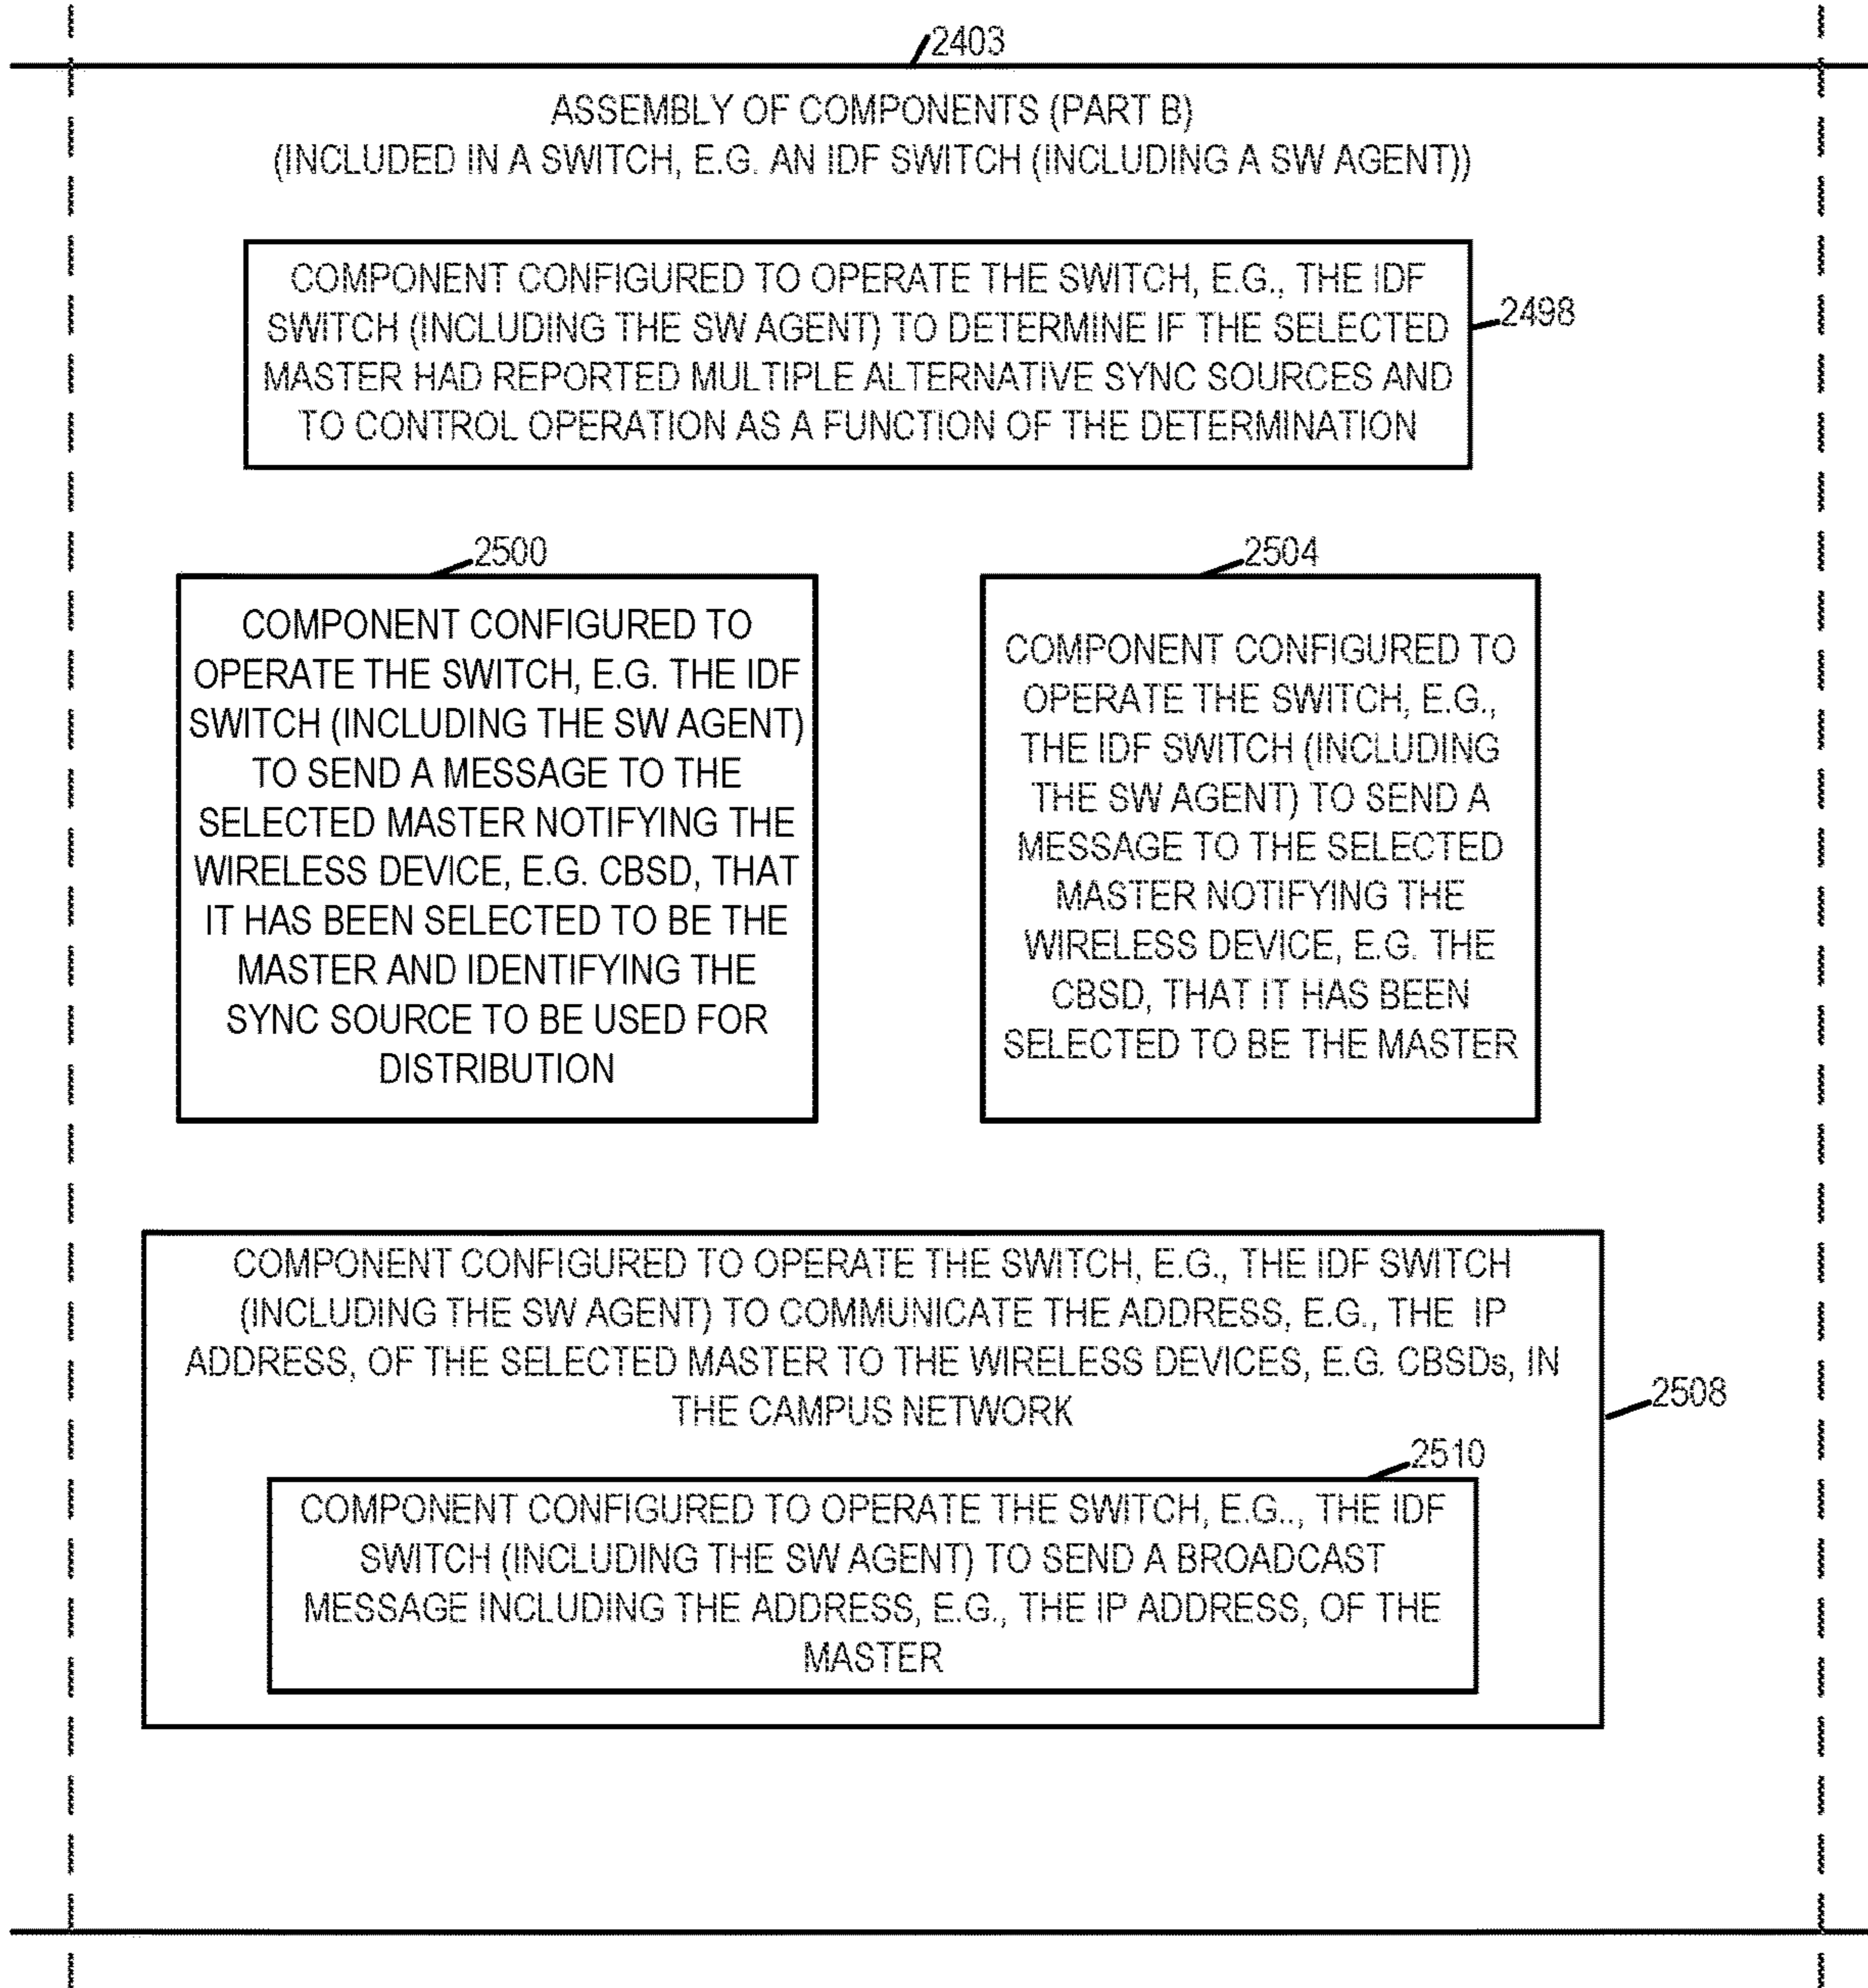 2403
ASSEMBLY OF COMPONENTS (PART B)
(INCLUDED IN A SWITCH, E.G. AN IDF SWITCH (INCLUDING A SW AGENT))
COMPONENT CONFIGURED TO OPERATE THE SWITCH, E.G., THE IDF
SWITCH (INCLUDING THE SW AGENT) TO DETERMINE IF THE SELECTED
MASTER HAD REPORTED MULTIPLE ALTERNATIVE SYNC SOURCES AND
TO CONTROL OPERATION AS A FUNCTION OF THE DETERMINATION
2498
2500
COMPONENT CONFIGURED TO
OPERATE THE SWITCH, E.G. THE IDF
SWITCH (INCLUDING THE SW AGENT)
TO SEND A MESSAGE TO THE
SELECTED MASTER NOTIFYING THE
WIRELESS DEVICE, E.G. CBSD, THAT
IT HAS BEEN SELECTED TO BE THE
MASTER AND IDENTIFYING THE
SYNC SOURCE TO BE USED FOR
DISTRIBUTION
2504
COMPONENT CONFIGURED TO
OPERATE THE SWITCH, E.G.,
THE IDF SWITCH (INCLUDING
THE SW AGENT) TO SEND A
MESSAGE TO THE SELECTED
MASTER NOTIFYING THE
WIRELESS DEVICE, E.G. THE
CBSD, THAT IT HAS BEEN
SELECTED TO BE THE MASTER
COMPONENT CONFIGURED TO OPERATE THE SWITCH, E.G., THE IDF SWITCH
(INCLUDING THE SW AGENT) TO COMMUNICATE THE ADDRESS, E.G., THE IP
ADDRESS, OF THE SELECTED MASTER TO THE WIRELESS DEVICES, E.G. CBSDs, IN
THE CAMPUS NETWORK
2508
2510
COMPONENT CONFIGURED TO OPERATE THE SWITCH, E.G.., THE IDF
SWITCH (INCLUDING THE SW AGENT) TO SEND A BROADCAST
MESSAGE INCLUDING THE ADDRESS, E.G., THE IP ADDRESS, OF THE
MASTER